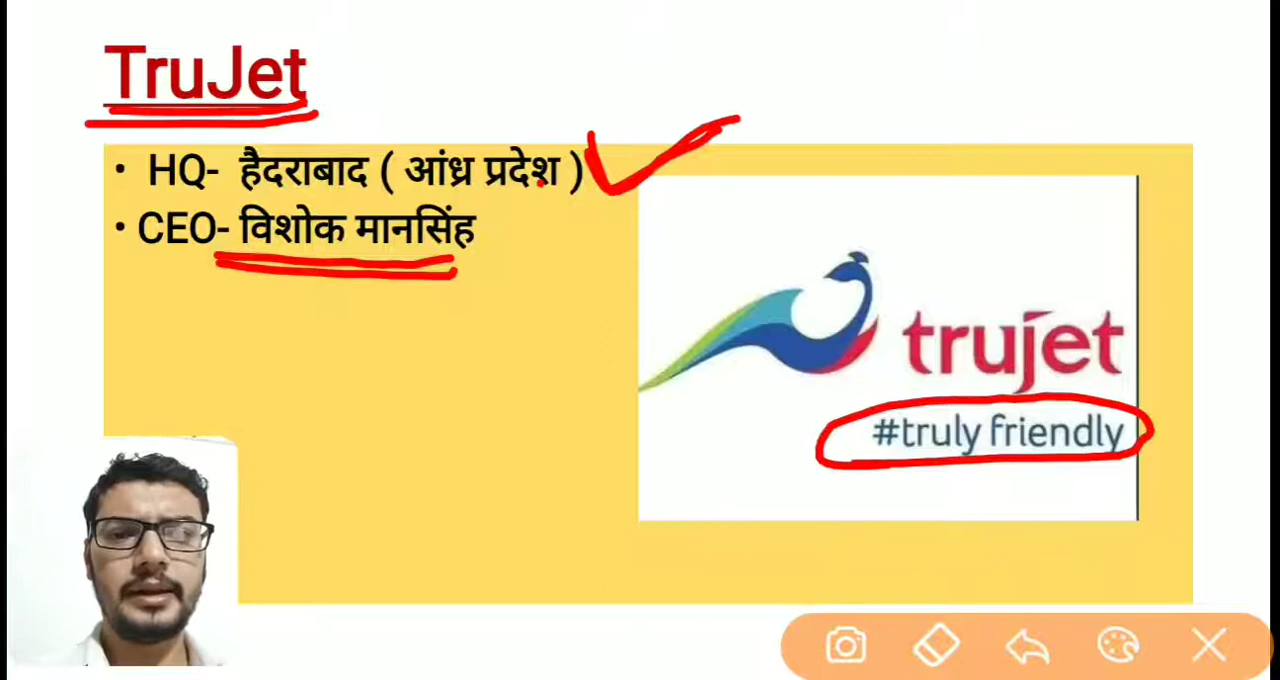 TruJet
• HQ- हैदराबाद ( आंध्र प्रदेश )
• CEO- विशोक मानसिंह
trujet
#truly friendly